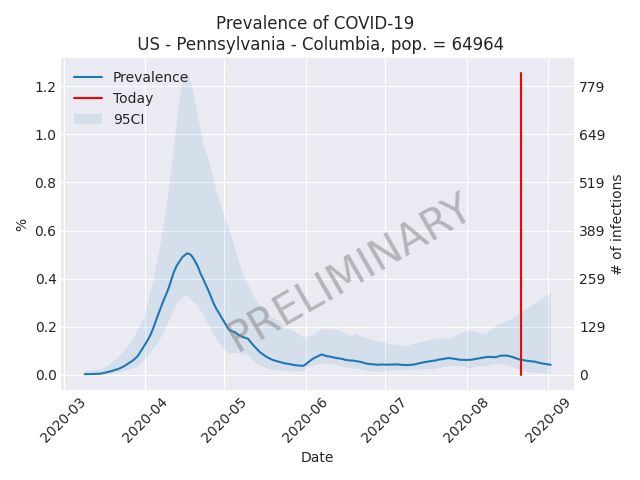 Prevalence of COVID-19
US - Pennsylvania - Columbia, pop. = 64964
Prevalence
Today
95CI
1.2
1.0
0.8
0.6
0.4
0.2
0.0
%
779
649
519
389
259
129
0
# of infections
PRELIMINARY
2020-03
2020-04
2020-05
2020-06
2020-07
2020-08
2020-09
Date